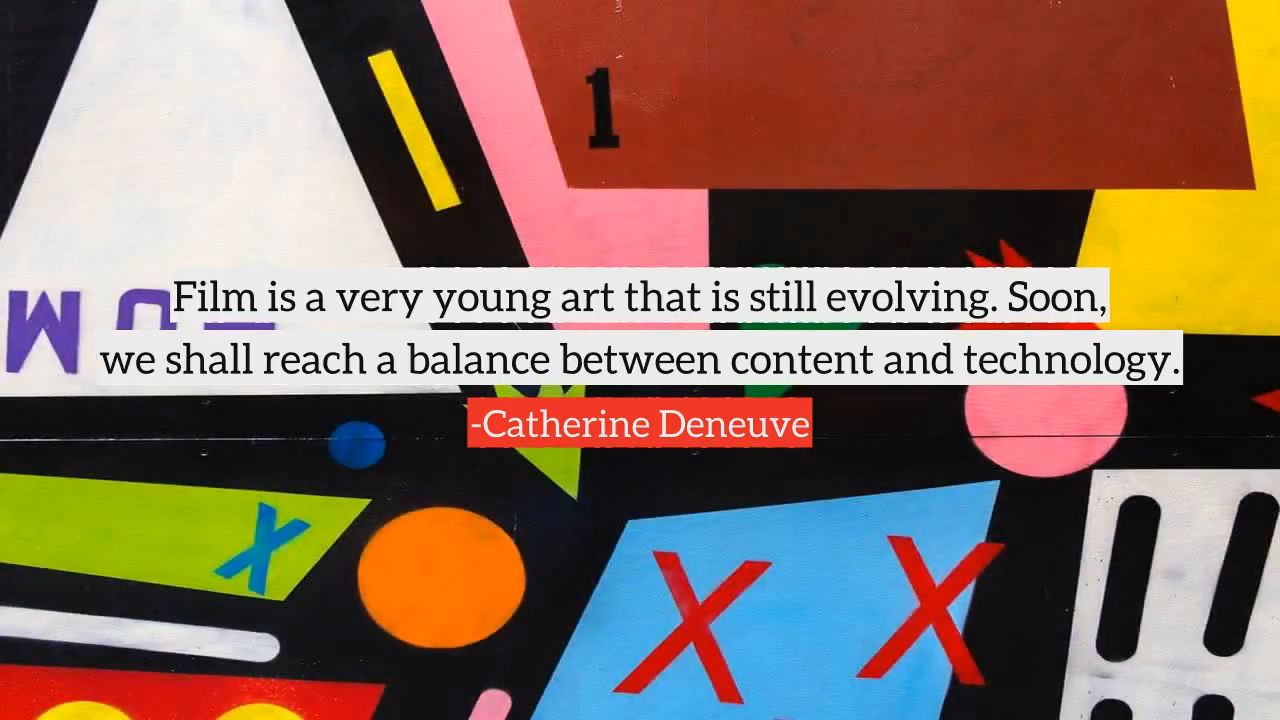 1
Film is a very young art that is still evolving. Soon,
we shall reach a balance between content and technology.
-Catherine Deneuve
X
X X